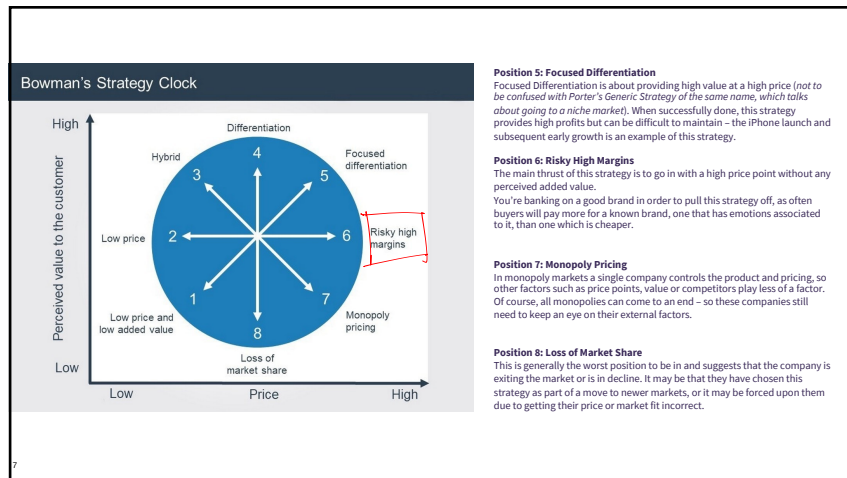 Bowman's Strategy Clock
High
Perceived value to the customer
Low
Low
Price
High
Differentiation
4
Hybrid
3
Focused
differentiation
5
Low price
2
6
Risky high
margins
1
Low price and
low added value
7
Monopoly
pricing
8
Loss of
market share
Position 5: Focused Differentiation
Focused Differentiation is about providing high value at a high price (not to
be confused with Porter's Generic Strategy of the same name, which talks
about going to a niche market). When successfully done, this strategy
provides high profits but can be difficult to maintain – the iPhone launch and
subsequent early growth is an example of this strategy.
Position 6: Risky High Margins
The main thrust of this strategy is to go in with a high price point without any
perceived added value.
You're banking on a good brand in order to pull this strategy off, as often
buyers will pay more for a known brand, one that has emotions associated
to it, than one which is cheaper.
Position 7: Monopoly Pricing
In monopoly markets a single company controls the product and pricing, so
other factors such as price points, value or competitors play less of a factor.
Of course, all monopolies can come to an end – so these companies still
need to keep an eye on their external factors.
Position 8: Loss of Market Share
This is generally the worst position to be in and suggests that the company is
exiting the market or is in decline. It may be that they have chosen this
strategy as part of a move to newer markets, or it may be forced upon them
due to getting their price or market fit incorrect.
7